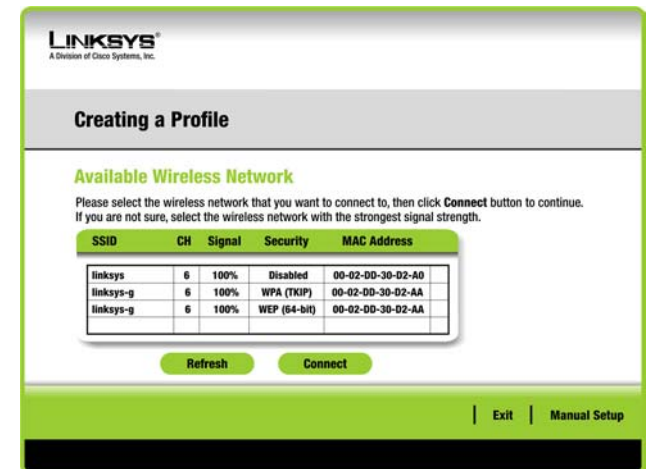 LINKSYS®
A Division of Cisco Systems, Inc.
Creating a Profile
Available Wireless Network
Please select the wireless network that you want to connect to, then click Connect button to continue.
If you are not sure, select the wireless network with the strongest signal strength.
SSID CH Signal Security MAC Address
linksys 6 100% Disabled 00-02-DD-30-D2-A0
linksys-g 6 100% WPA (TKIP) 00-02-DD-30-D2-AA
linksys-g 6 100% WEP (64-bit) 00-02-DD-30-D2-AA
Refresh Connect
Exit Manual Setup